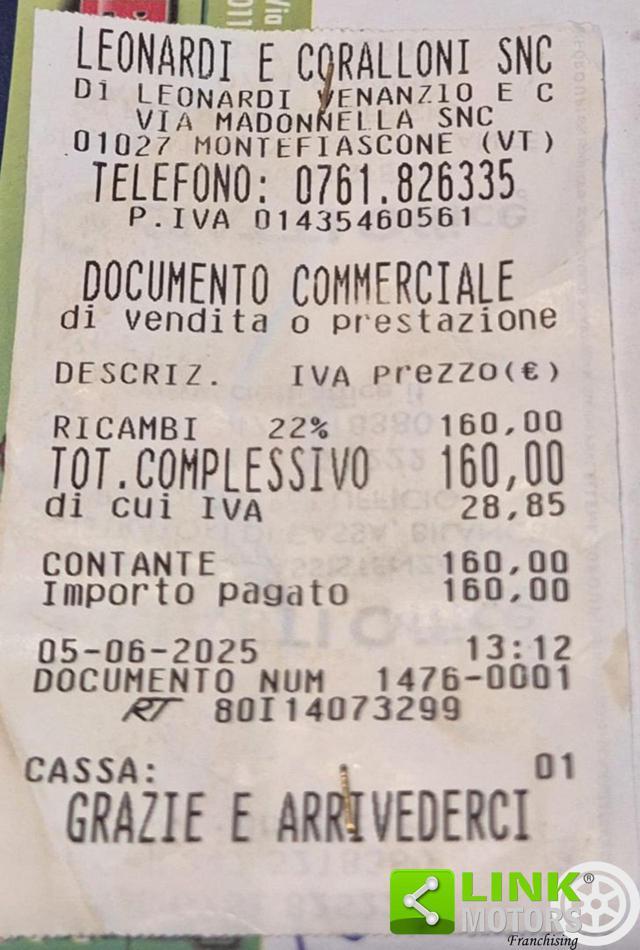 LEONARDI E CORALLONI SNC
Di LEONARDI VENANZIO E C
VIA MADONNELLA SNC
01027 MONTEFIASCONE (VT)
TELEFONO: 0761.826335
P.IVA 01435460561
DOCUMENTO COMMERCIALE
di vendita o prestazione
DESCRIZ. IVA Prezzo(€)
RICAMBI 22% 160,00
TOT.COMPLESSIVO 160,00
di cui IVA 28,85
CONTANTE 160,00
Importo pagato 160,00
05-06-2025 13:12
DOCUMENTO NUM 1476-0001
RT 80I14073299
CASSA: 01
GRAZIE E ARRIVEDERCI
LINK®
MOTORS
Franchising